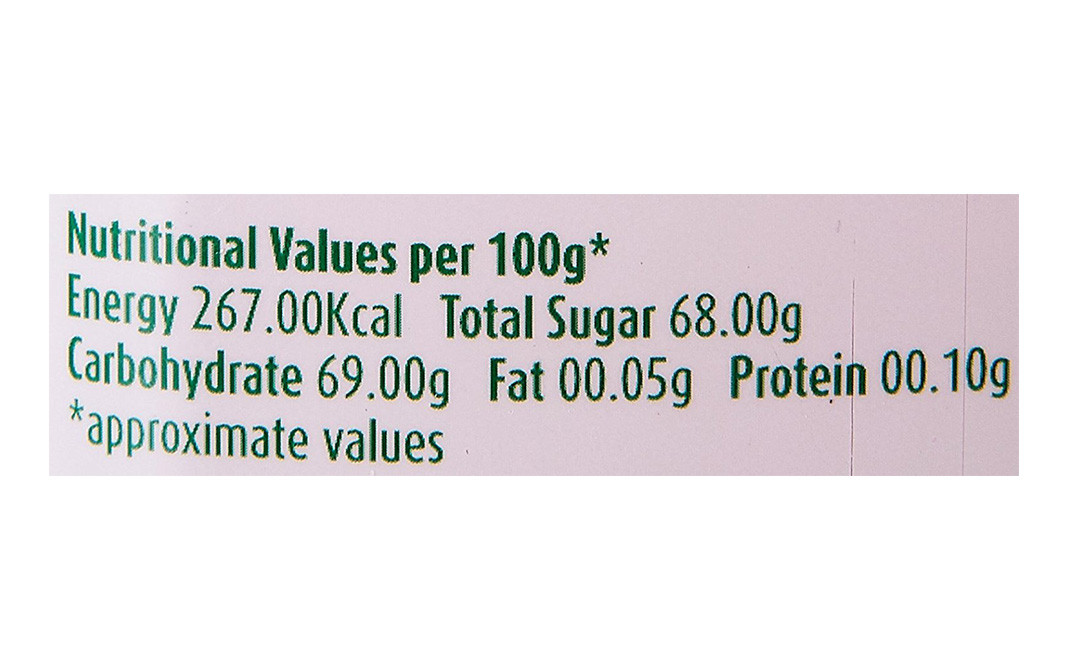 Nutritional Values per 100g*
Energy 267.00Kcal Total Sugar 68.00g
Carbohydrate 69.00g Fat 00.05g Protein 00.10g
*approximate values